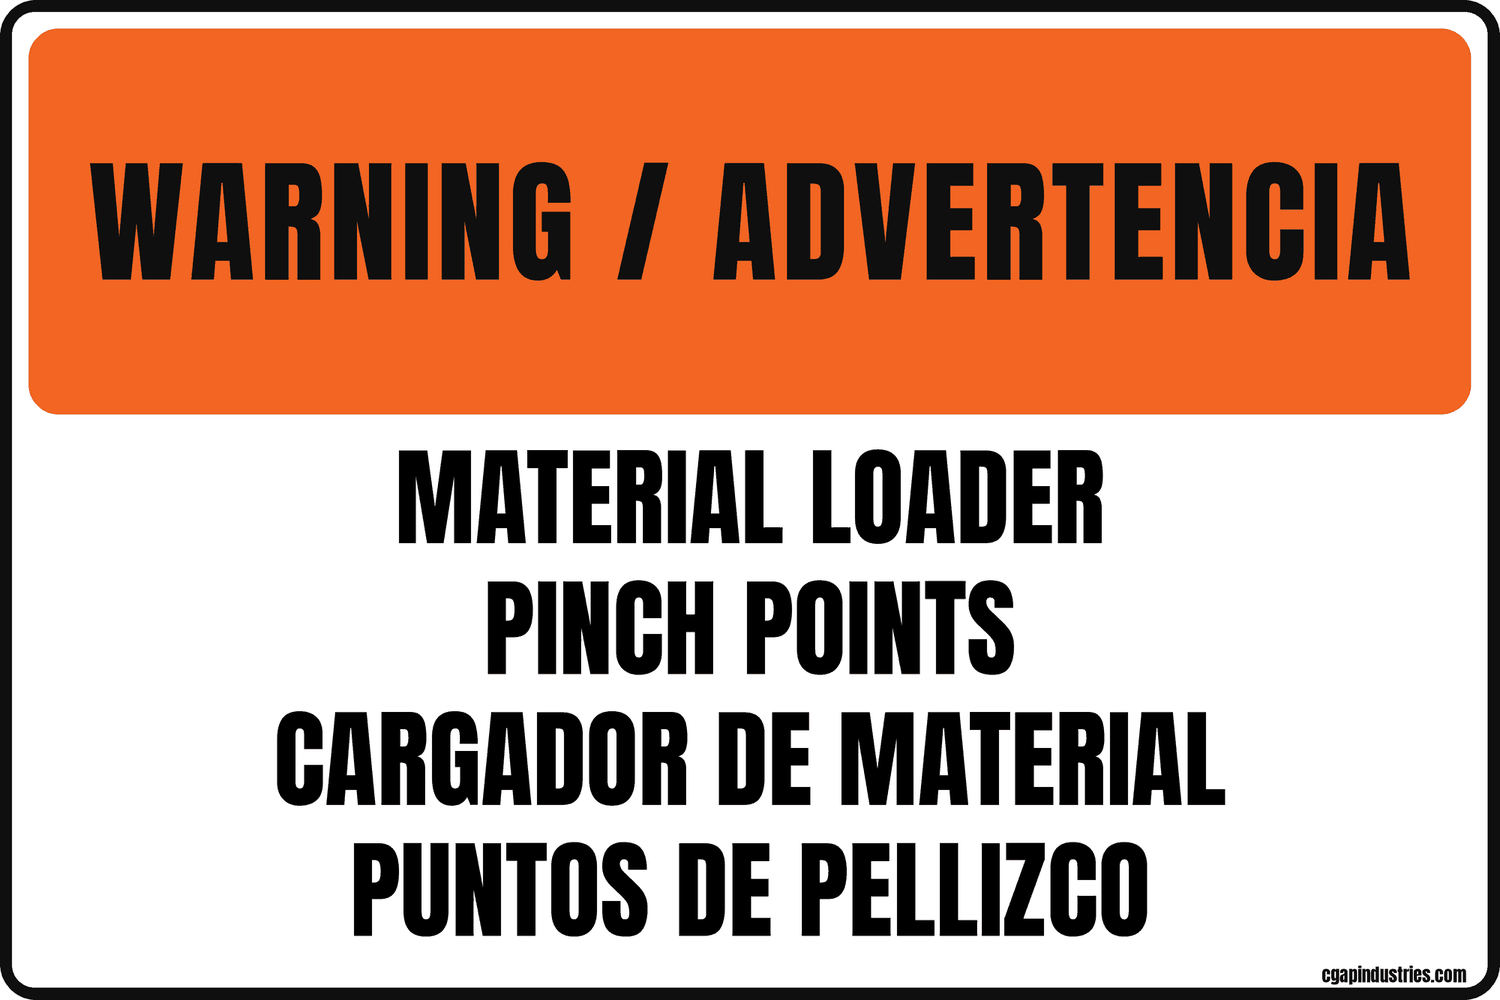 WARNING / ADVERTENCIA
MATERIAL LOADER
PINCH POINTS
CARGADOR DE MATERIAL
PUNTOS DE PELLIZCO
cgapindustries.com